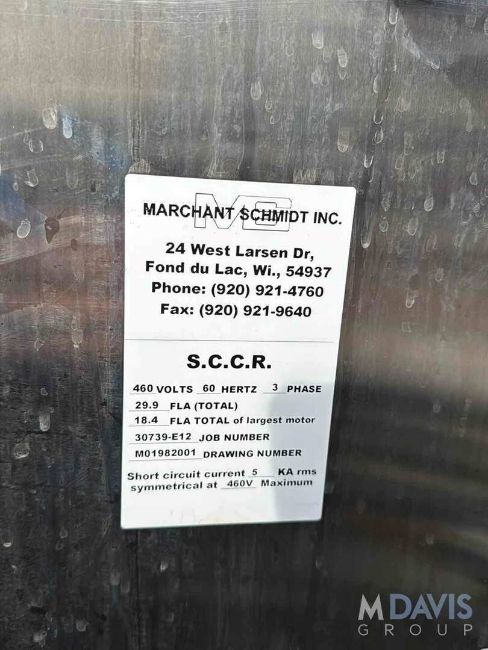 MS
MARCHANT SCHMIDT INC.
24 West Larsen Dr,
Fond du Lac, Wi., 54937
Phone: (920) 921-4760
Fax: (920) 921-9640
S.C.C.R.
460 VOLTS 60 HERTZ 3 PHASE
29.9 FLA (TOTAL)
18.4 FLA TOTAL of largest motor
30739-E12 JOB NUMBER
M01982001 DRAWING NUMBER
Short circuit current 5 KA rms
symmetrical at 460V Maximum
M DAVIS
GROUP